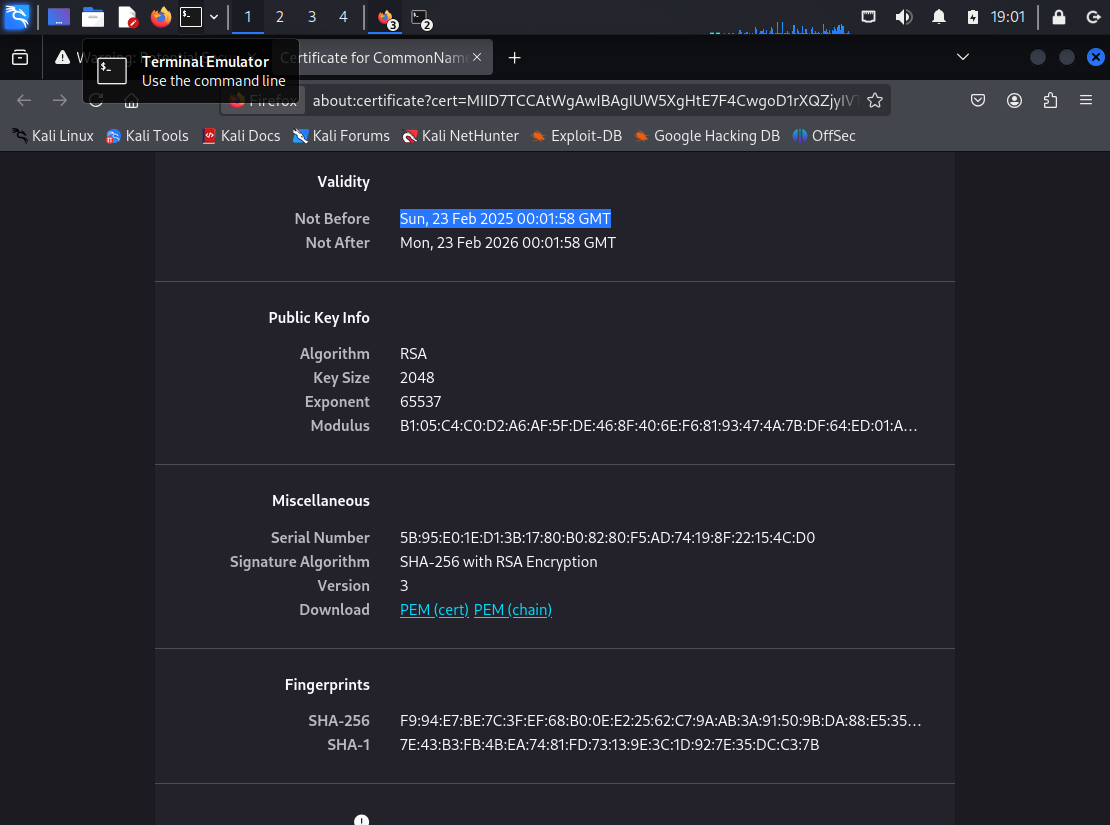 1 2 3 4 3 2 19:01
Warning: Potential Certificate for CommonNam
Terminal Emulator
Use the command line
Firefox about:certificate?cert=MIID7TCCAtWgAwIBAgIUW5XgHtE7F4CwgoD1rXQZjyIV
Kali Linux Kali Tools Kali Docs Kali Forums Kali NetHunter Exploit-DB Google Hacking DB OffSec
Validity
Not Before Sun, 23 Feb 2025 00:01:58 GMT
Not After Mon, 23 Feb 2026 00:01:58 GMT
Public Key Info
Algorithm RSA
Key Size 2048
Exponent 65537
Modulus B1:05:C4:C0:D2:A6:AF:5F:DE:46:8F:40:6E:F6:81:93:47:4A:7B:DF:64:ED:01:A...
Miscellaneous
Serial Number 5B:95:E0:1E:D1:3B:17:80:B0:82:80:F5:AD:74:19:8F:22:15:4C:D0
Signature Algorithm SHA-256 with RSA Encryption
Version 3
Download PEM (cert) PEM (chain)
Fingerprints
SHA-256 F9:94:E7:BE:7C:3F:EF:68:B0:0E:E2:25:62:C7:9A:AB:3A:91:50:9B:DA:88:E5:35...
SHA-1 7E:43:B3:FB:4B:EA:74:81:FD:73:13:9E:3C:1D:92:7E:35:DC:C3:7B